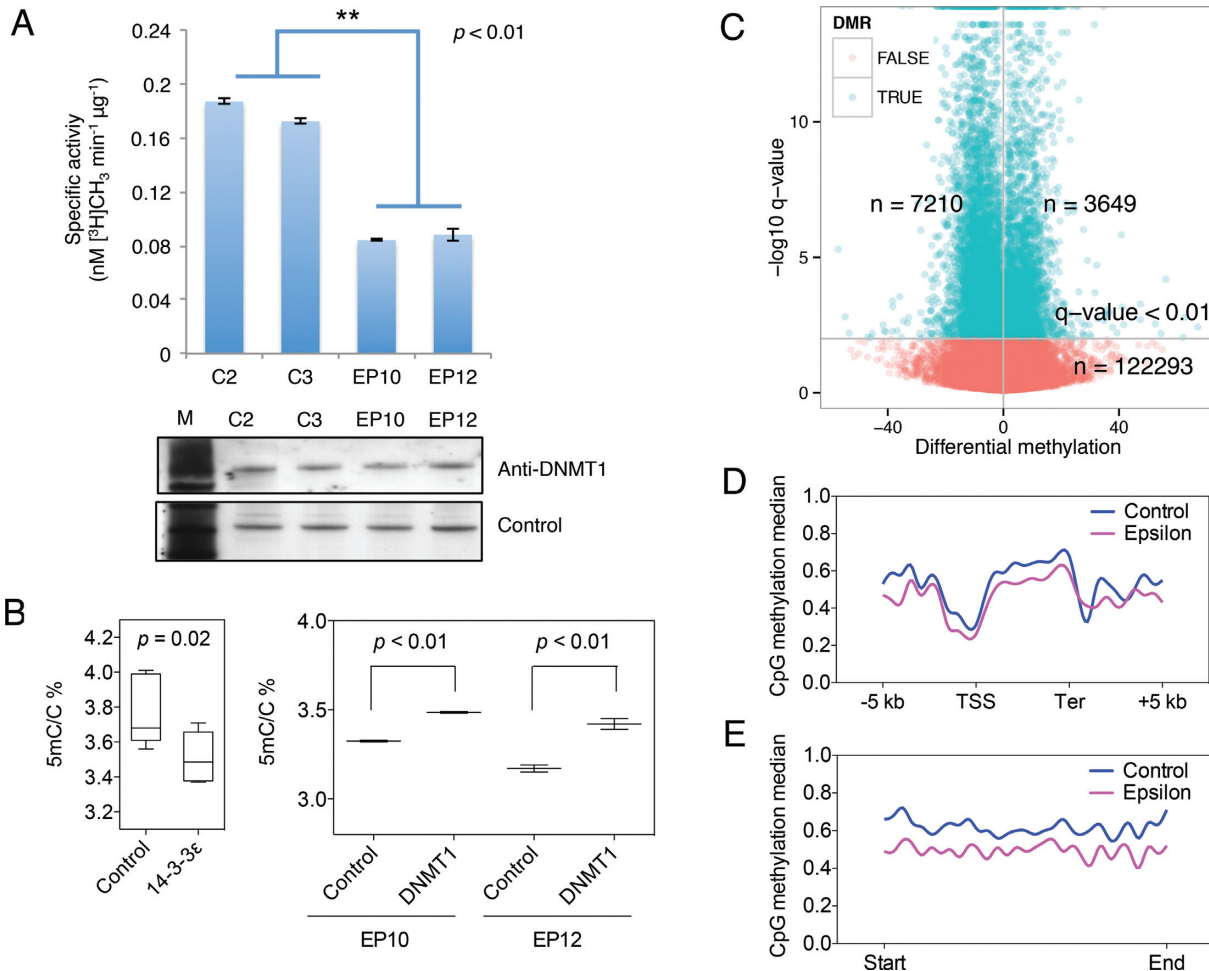 A
Specific activiy
(nM [³H]CH₃ min⁻¹ µg⁻¹)
0.24
0.2
0.16
0.12
0.08
0.04
0
**
p < 0.01
C2 C3 EP10 EP12
M C2 C3 EP10 EP12
Anti-DNMT1
Control
B
5mC/C %
4.2
4.0
3.8
3.6
3.4
3.2
p = 0.02
Control
14-3-3ε
5mC/C %
4.0
3.5
3.0
p < 0.01
p < 0.01
Control
DNMT1
Control
DNMT1
EP10
EP12
C
DMR
FALSE
TRUE
−log10 q−value
10
5
0
n = 7210
n = 3649
q−value < 0.01
n = 122293
−40 0 40
Differential methylation
D
CpG methylation median
1.0
0.8
0.6
0.4
0.2
0.0
Control
Epsilon
-5 kb TSS Ter +5 kb
E
CpG methylation median
1.0
0.8
0.6
0.4
0.2
0.0
Control
Epsilon
Start End